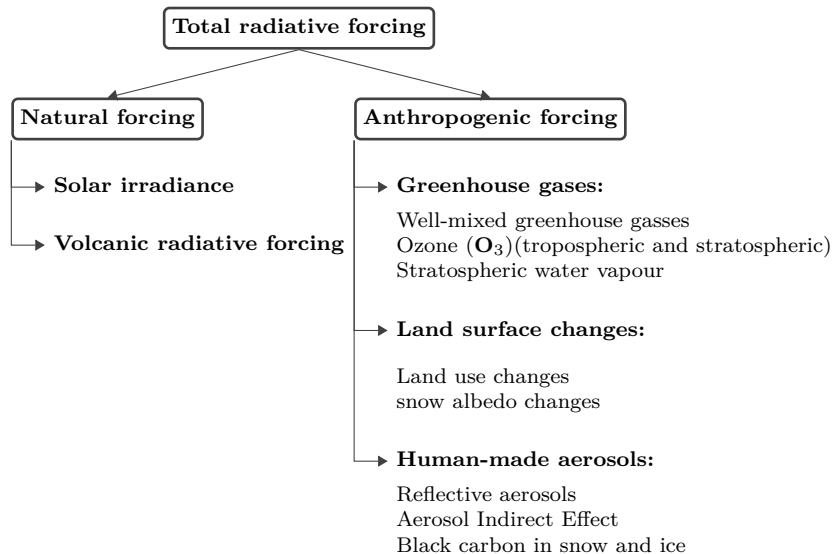 Total radiative forcing
Natural forcing
Solar irradiance
Volcanic radiative forcing
Anthropogenic forcing
Greenhouse gases:
Well-mixed greenhouse gasses
Ozone (O₃)(tropospheric and stratospheric)
Stratospheric water vapour
Land surface changes:
Land use changes
snow albedo changes
Human-made aerosols:
Reflective aerosols
Aerosol Indirect Effect
Black carbon in snow and ice